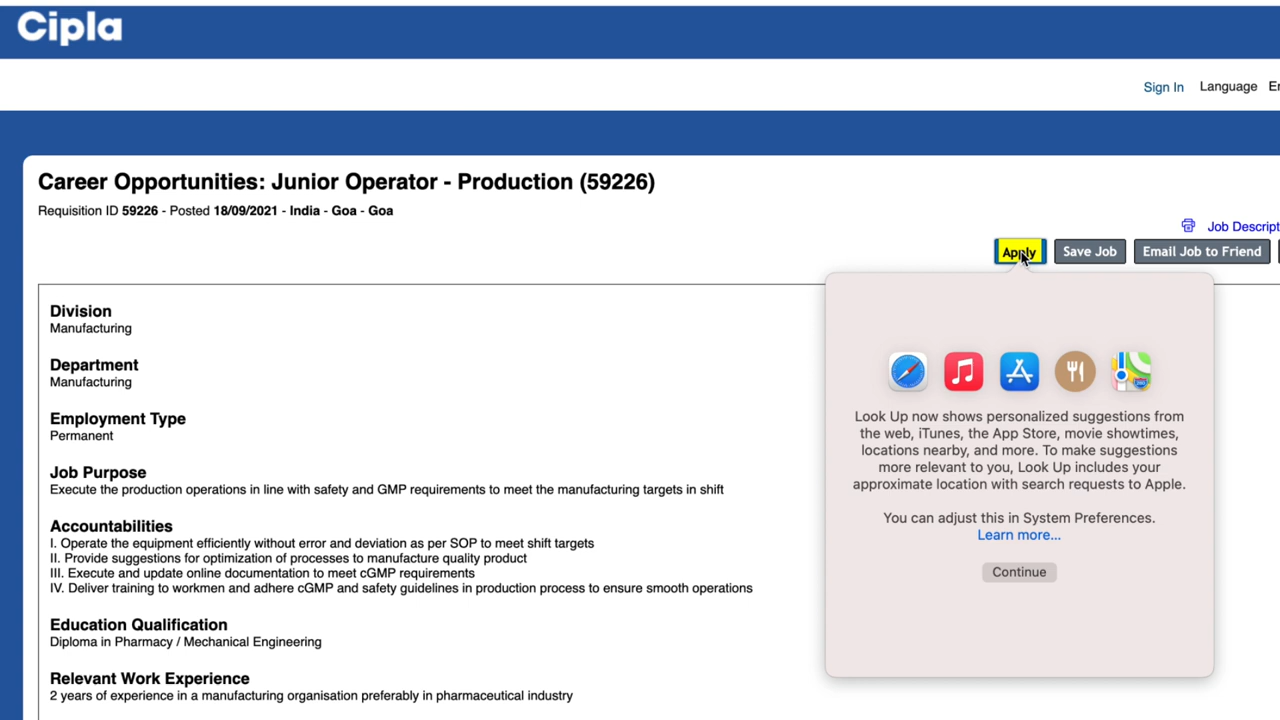 Cipla
Sign In Language
Career Opportunities: Junior Operator - Production (59226)
Requisition ID 59226 - Posted 18/09/2021 - India - Goa - Goa
Job Descript
Apply Save Job Email Job to Friend
Division
Manufacturing
Department
Manufacturing
Employment Type
Permanent
Job Purpose
Execute the production operations in line with safety and GMP requirements to meet the manufacturing targets in shift
Accountabilities
I. Operate the equipment efficiently without error and deviation as per SOP to meet shift targets
II. Provide suggestions for optimization of processes to manufacture quality product
III. Execute and update online documentation to meet cGMP requirements
IV. Deliver training to workmen and adhere cGMP and safety guidelines in production process to ensure smooth operations
Education Qualification
Diploma in Pharmacy / Mechanical Engineering
Relevant Work Experience
2 years of experience in a manufacturing organisation preferably in pharmaceutical industry
Look Up now shows personalized suggestions from
the web, iTunes, the App Store, movie showtimes,
locations nearby, and more. To make suggestions
more relevant to you, Look Up includes your
approximate location with search requests to Apple.
You can adjust this in System Preferences.
Learn more...
Continue